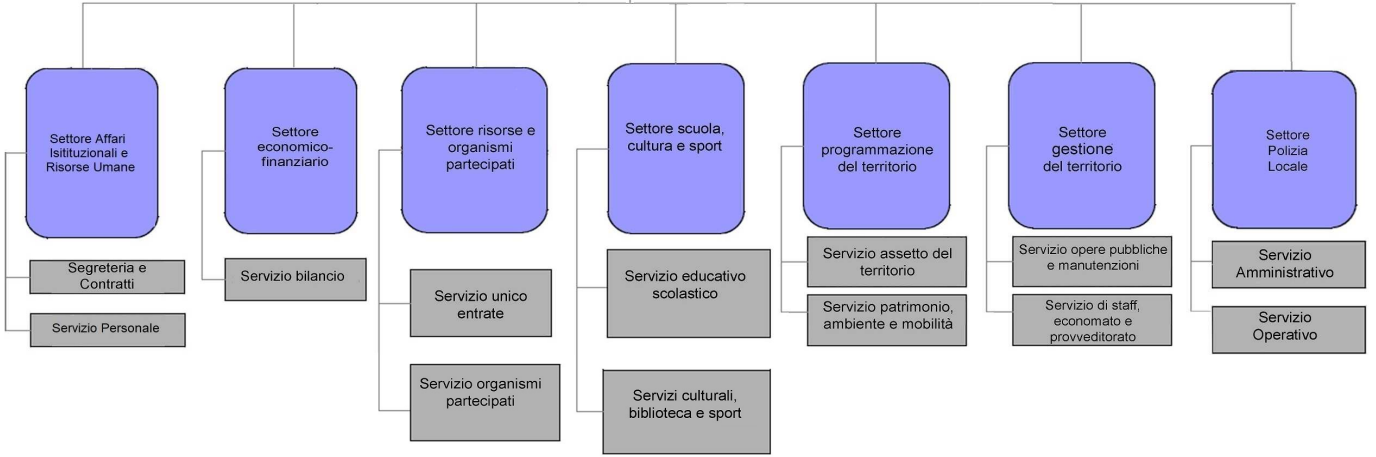 Settore Affari
Isitituzionali e
Risorse Umane
Segreteria e
Contratti
Servizio Personale
Settore
economico-
finanziario
Servizio bilancio
Settore risorse e
organismi
partecipati
Servizio unico
entrate
Servizio organismi
partecipati
Settore scuola,
cultura e sport
Servizio educativo
scolastico
Servizi culturali,
biblioteca e sport
Settore
programmazione
del territorio
Servizio assetto del
territorio
Servizio patrimonio,
ambiente e mobilità
Settore
gestione
del territorio
Servizio opere pubbliche
e manutenzioni
Servizio di staff,
economato e
provveditorato
Settore
Polizia
Locale
Servizio
Amministrativo
Servizio
Operativo